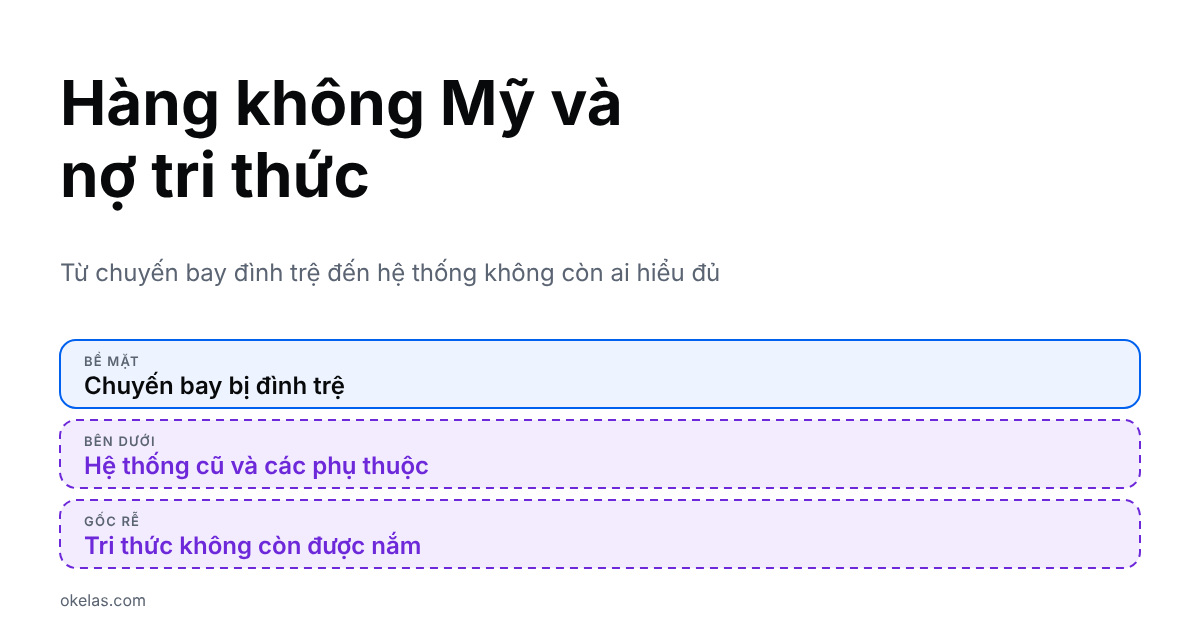 Hàng không Mỹ và
nợ tri thức
Từ chuyến bay đình trệ đến hệ thống không còn ai hiểu đủ
BỀ MẶT
Chuyến bay bị đình trệ
BÊN DƯỚI
Hệ thống cũ và các phụ thuộc
GỐC RỄ
Tri thức không còn được nắm
okelas.com